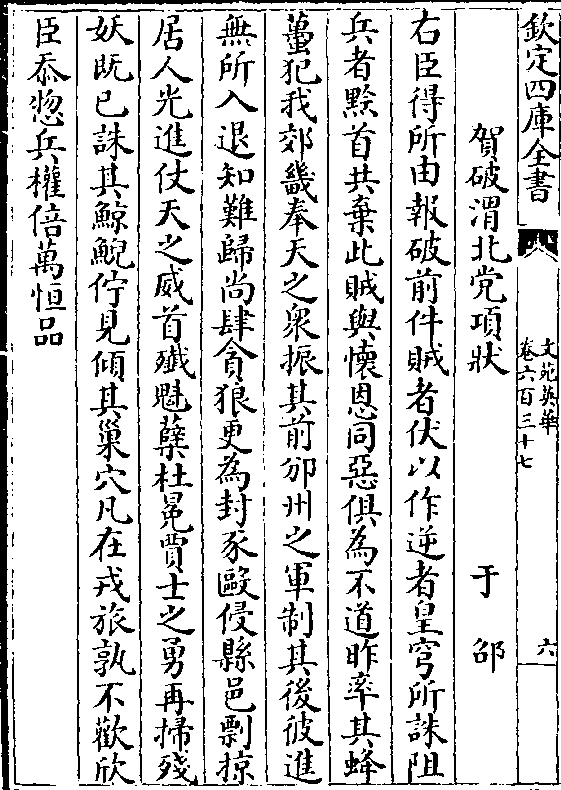 欽定四庫全書
文苑英華
卷六百三十七
六
賀破渭北党項狀 于邵
右臣得所由報破前件賊者伏以作逆者皇穹所誅阻
兵者黔首共棄此賊與懷恩同惡俱為不道昨率其蜂
蠆犯我郊畿奉天之衆振其前邠州之軍制其後彼進
無所入退知難歸尚肆貪狼更為封豕毆侵縣邑剽掠
居人光進仗天之威首殲魁孽杜冕賈士之勇再掃殘
妖既已誅其鯨鯢佇見傾其巢穴凡在戎旅孰不歡欣
臣忝惣兵權倍萬恒品